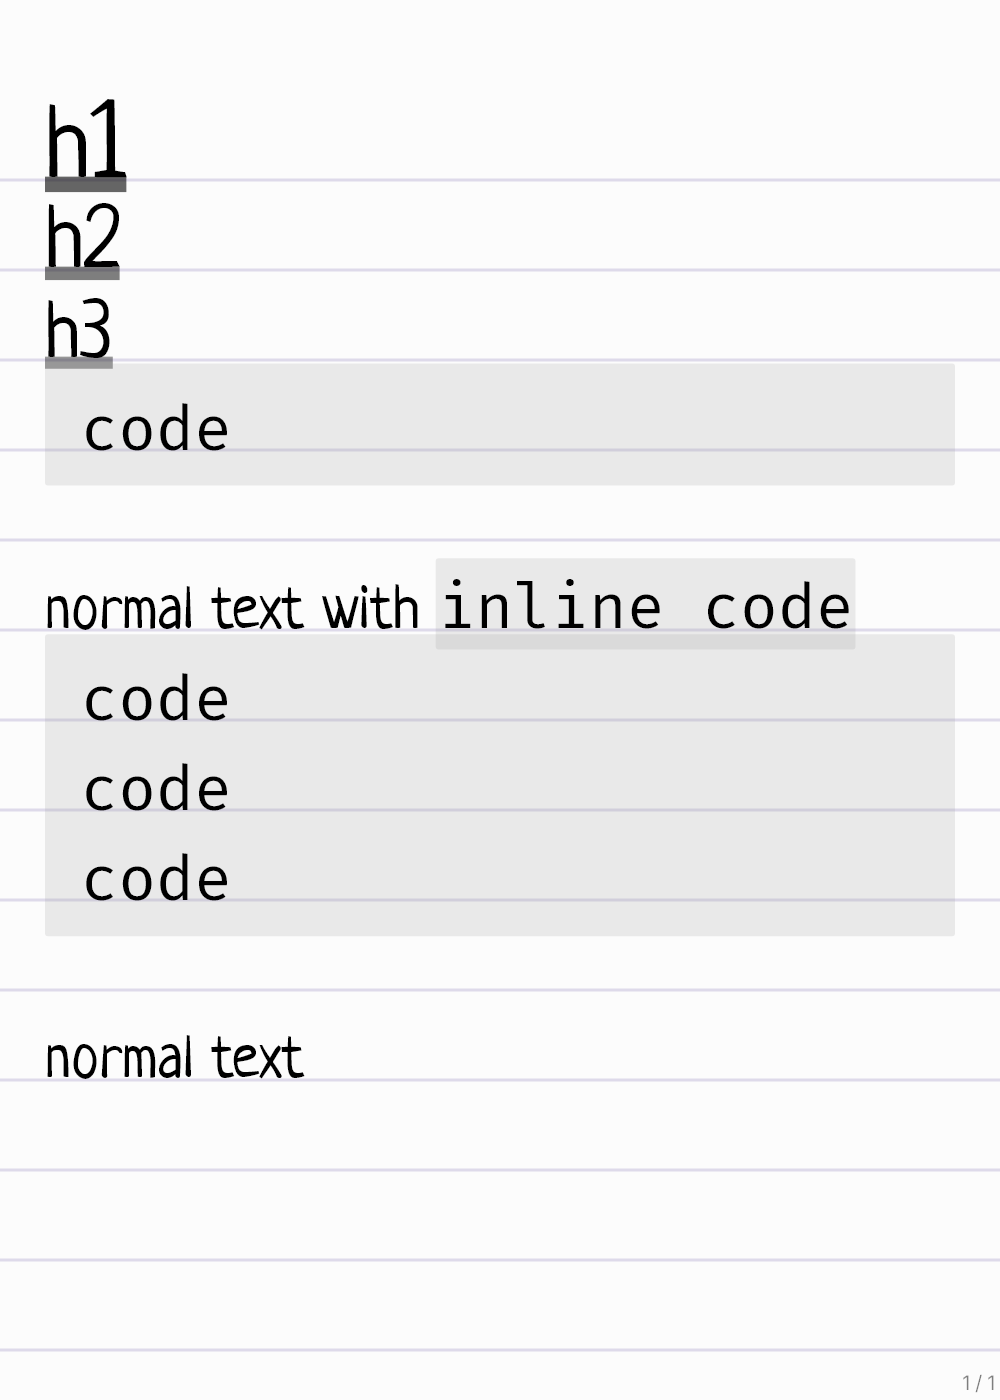 h1
h2
h3
code
normal text with inline code
code
code
code
normal text
1/1